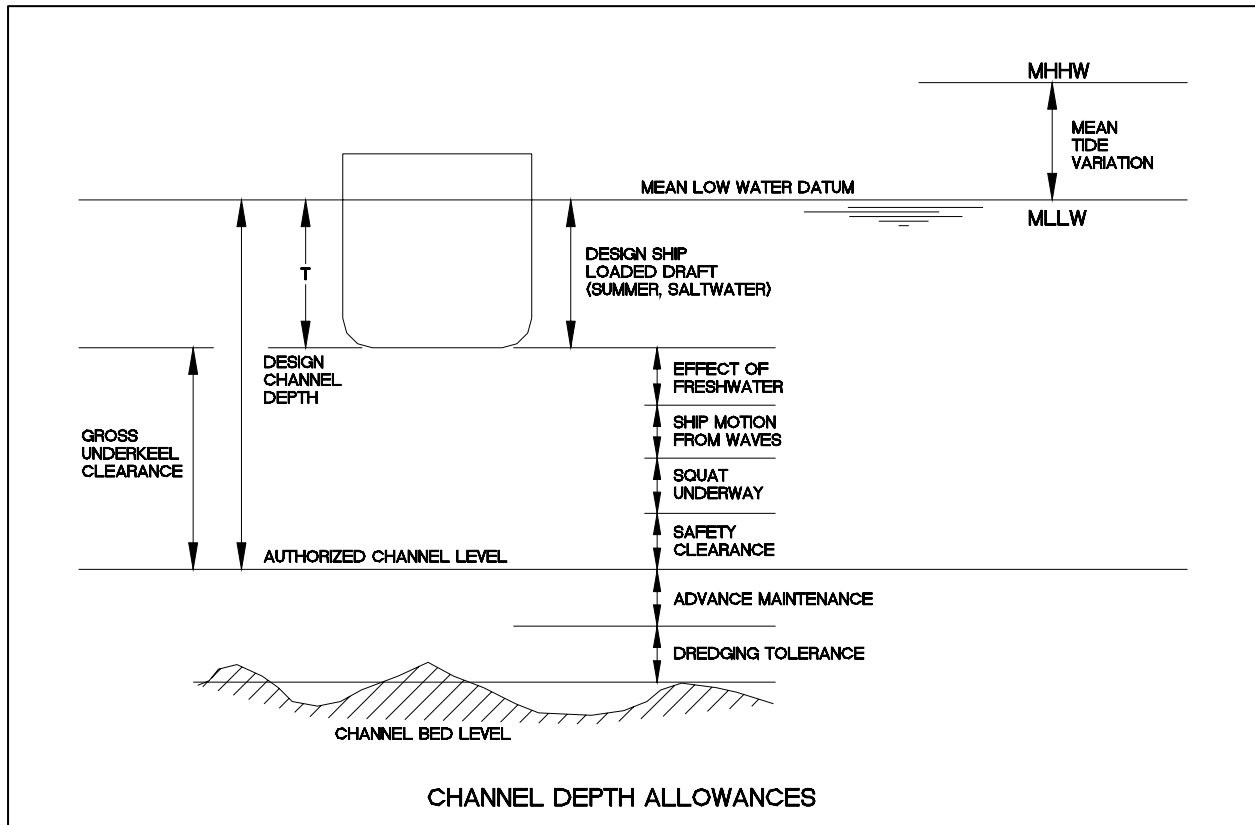 MHHW
MEAN
TIDE
VARIATION
MEAN LOW WATER DATUM
MLLW
T
DESIGN SHIP
LOADED DRAFT
(SUMMER, SALTWATER)
DESIGN
CHANNEL
DEPTH
EFFECT OF
FRESHWATER
SHIP MOTION
FROM WAVES
GROSS
UNDERKEEL
CLEARANCE
SQUAT
UNDERWAY
SAFETY
CLEARANCE
AUTHORIZED CHANNEL LEVEL
ADVANCE MAINTENANCE
DREDGING TOLERANCE
CHANNEL BED LEVEL
CHANNEL DEPTH ALLOWANCES